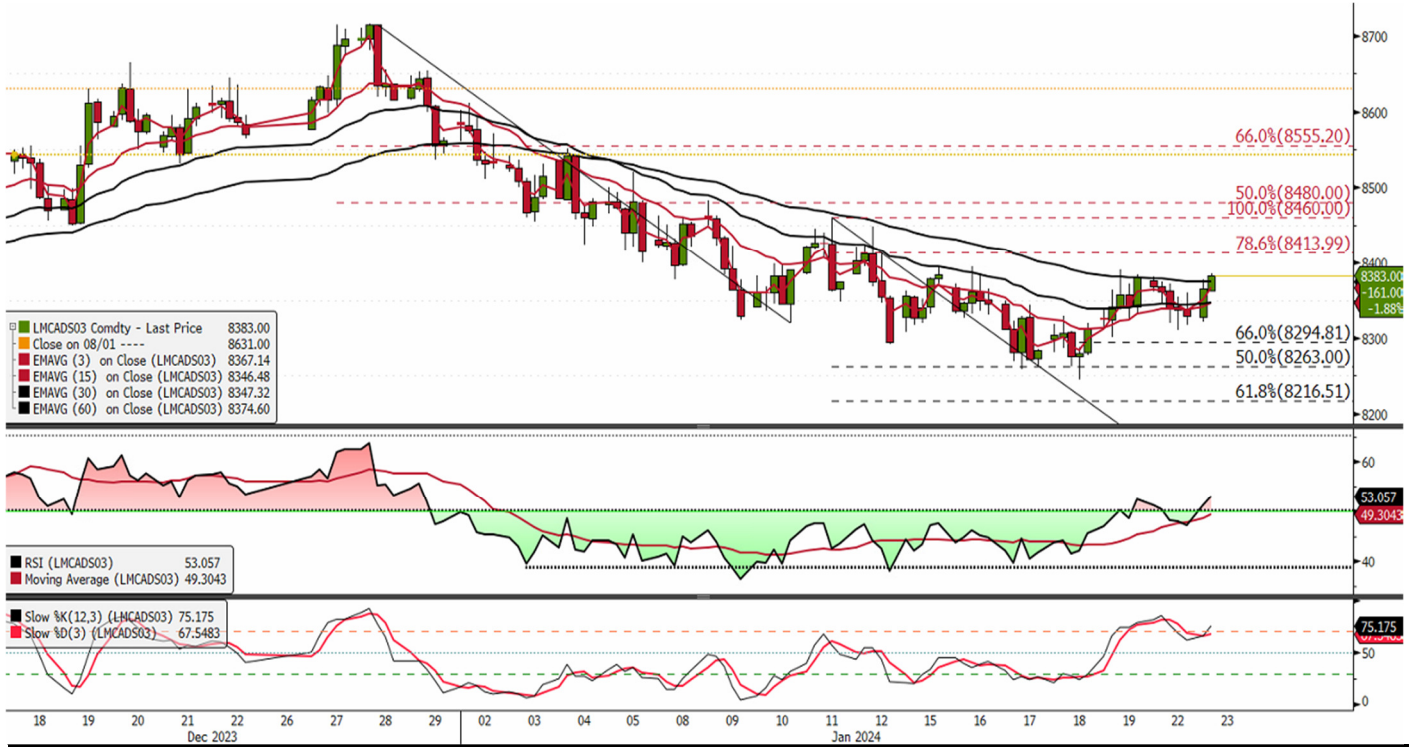 8700
8600
66.0%(8555.20)
8500
50.0%(8480.00)
100.0%(8460.00)
78.6%(8413.99)
8400
8383.00
-161.00
-1.88%
66.0%(8294.81)
8300
50.0%(8263.00)
61.8%(8216.51)
8200
LMCADS03 Comdty - Last Price 8383.00
Close on 08/01 ---- 8631.00
EMAVG (3) on Close (LMCADS03) 8367.14
EMAVG (15) on Close (LMCADS03) 8346.48
EMAVG (30) on Close (LMCADS03) 8347.32
EMAVG (60) on Close (LMCADS03) 8374.60
60
53.057
49.3043
40
RSI (LMCADS03) 53.057
Moving Average (LMCADS03) 49.3043
Slow %K(12,3) (LMCADS03) 75.175
Slow %D(3) (LMCADS03) 67.5483
75.175
50
0
18 19 20 21 22 26 27 28 29 02 03 04 05 08 09 10 11 12 15 16 17 18 19 22 23
Dec 2023 Jan 2024